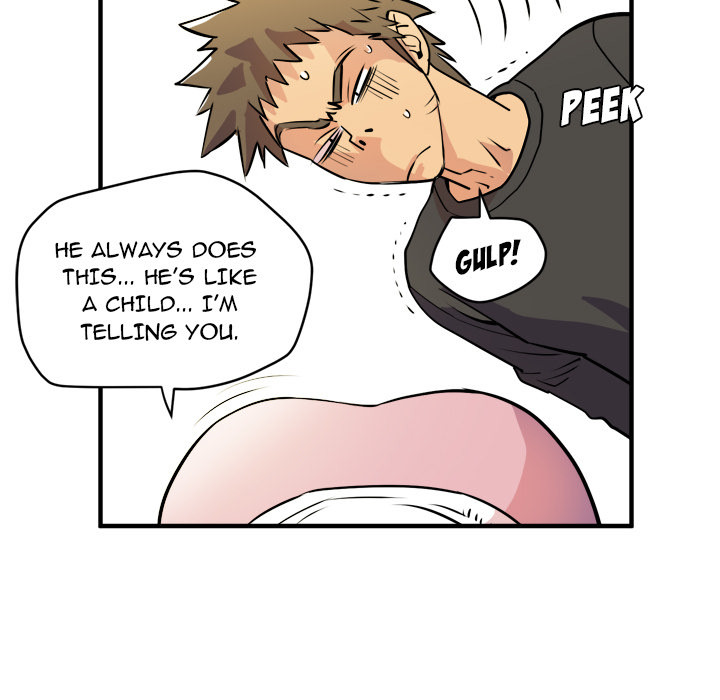 PEEK
GULP!
HE ALWAYS DOES
THIS... HE'S LIKE
A CHILD... I'M
TELLING YOU.